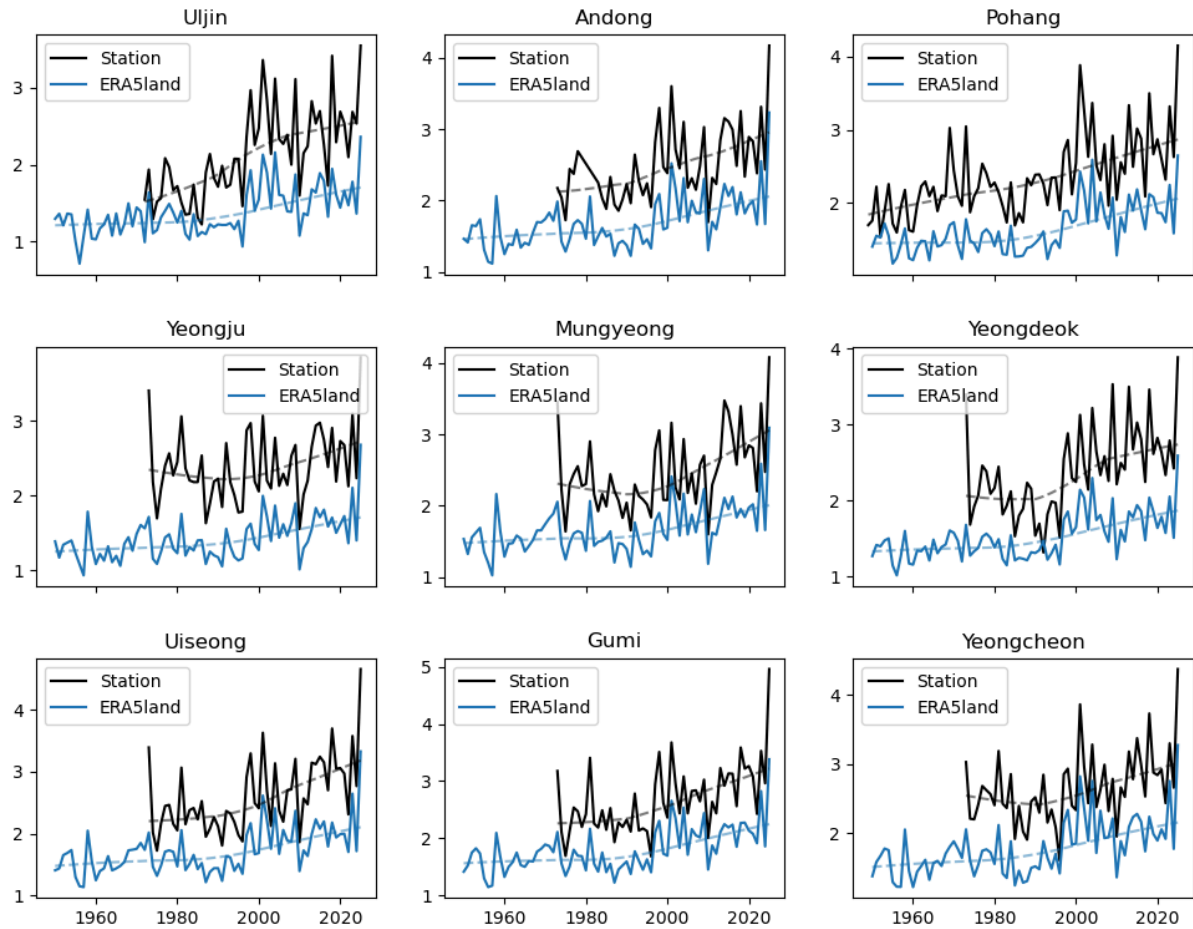 Uljin
Andong
Pohang
Station
ERA5land
Station
ERA5land
Station
ERA5land
3
2
1
4
3
2
1
4
3
2
Yeongju
Mungyeong
Yeongdeok
Station
ERA5land
Station
ERA5land
Station
ERA5land
3
2
1
4
3
2
1
4
3
2
1
Uiseong
Gumi
Yeongcheon
Station
ERA5land
Station
ERA5land
Station
ERA5land
4
3
2
1
5
4
3
2
1
4
3
2
1960 1980 2000 2020
1960 1980 2000 2020
1960 1980 2000 2020